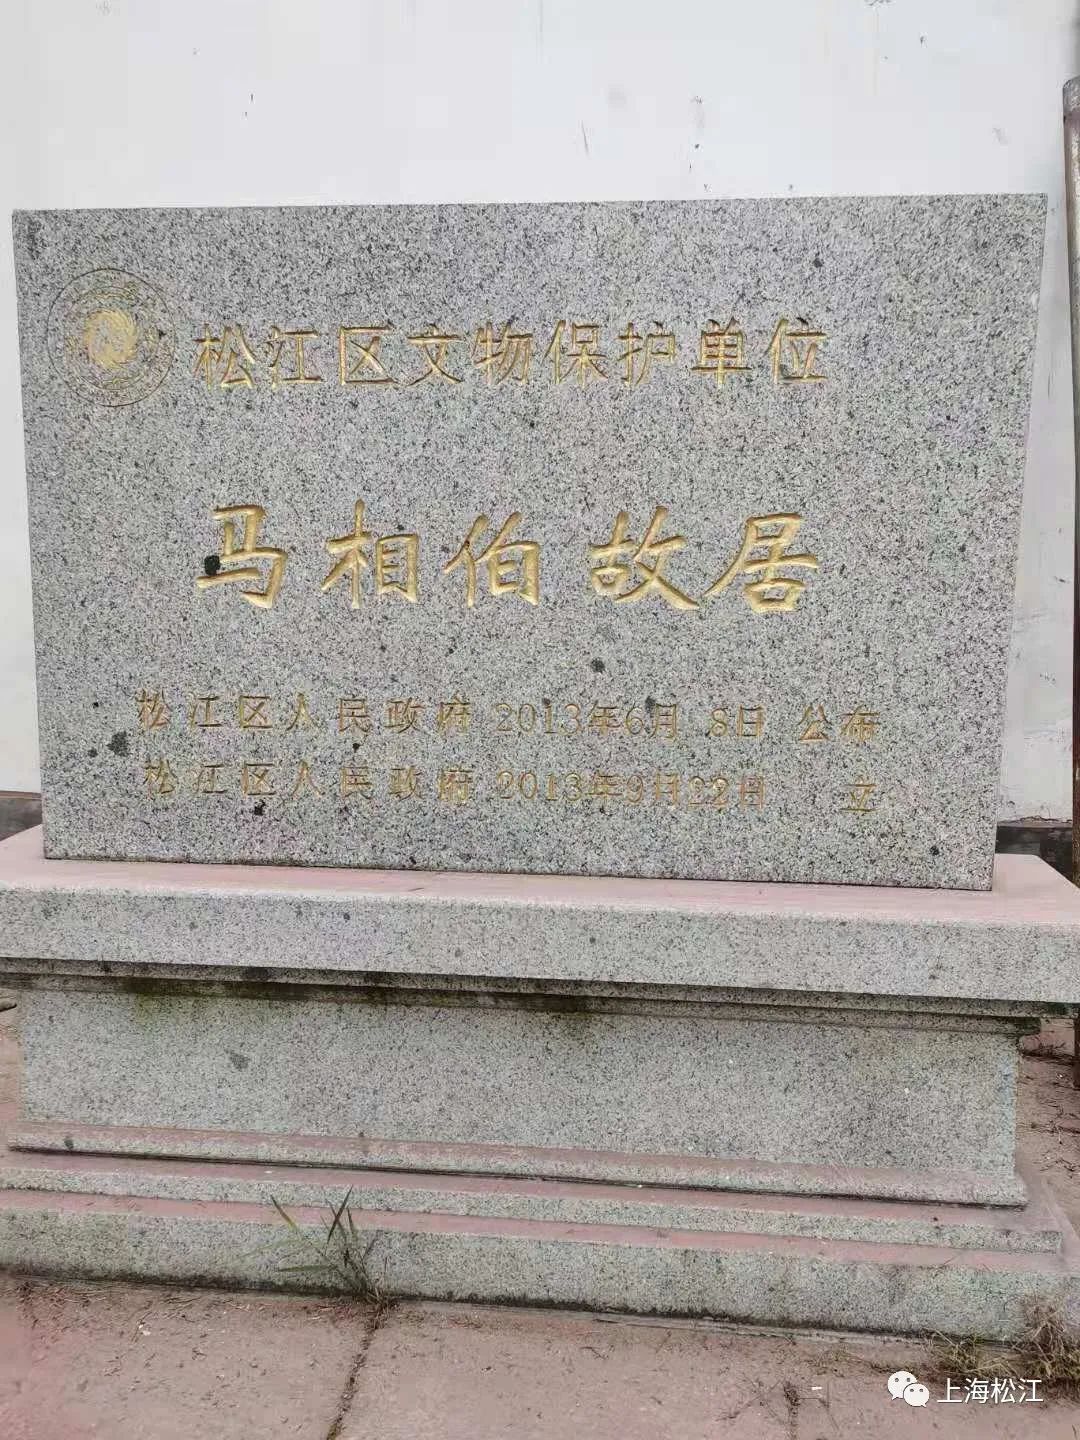 松江区文物保护单位
马相伯故居
松江区人民政府 2013年6月 8日 公布
松江区人民政府 2013年9月22日 立
上海松江